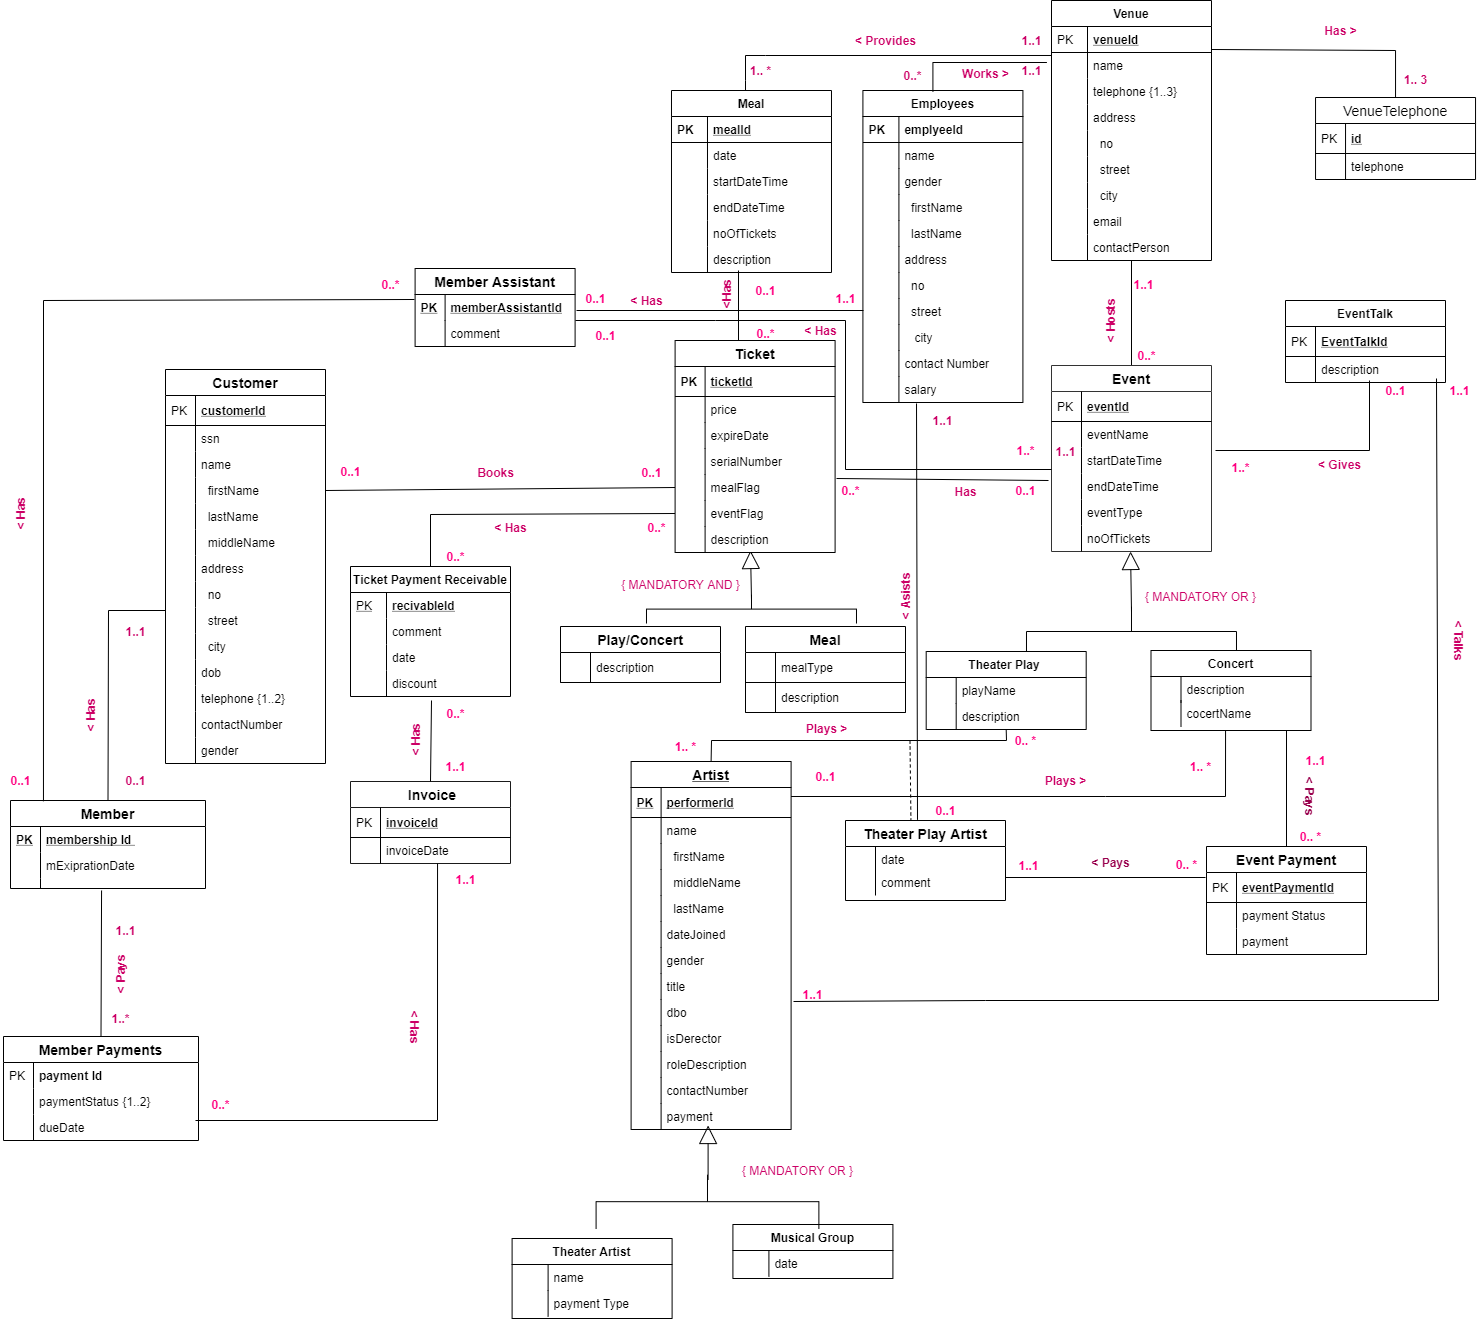 Venue
PK venueId
name
telephone {1..3}
address
no
street
city
email
contactPerson
< Provides
1..1
1.. *
Works >
1..1
0..*
Has >
1.. 3
VenueTelephone
PK id
telephone
Meal
PK mealId
date
startDateTime
endDateTime
noOfTickets
description
Employees
PK emplyeeId
name
gender
firstName
lastName
address
no
street
city
contact Number
salary
Member Assistant
PK memberAssistantId
comment
0..*
0..1
< Has
1..1
0..1
< Has
<Has
0..1
0..*
< Hosts
1..1
0..*
EventTalk
PK EventTalkId
description
0..1
1..1
Ticket
PK ticketId
price
expireDate
serialNumber
mealFlag
eventFlag
description
Customer
PK customerId
ssn
name
firstName
lastName
middleName
address
no
street
city
dob
telephone {1..2}
contactNumber
gender
Event
PK eventId
eventName
startDateTime
endDateTime
eventType
noOfTickets
1..1
1..*
1..1
1..*
< Gives
0..1
Books
0..1
0..*
Has
0..1
< Has
0..*
0..*
< Has
Ticket Payment Receivable
PK recivableId
comment
date
discount
{ MANDATORY AND }
Play/Concert
description
Meal
mealType
description
< Asists
{ MANDATORY OR }
Theater Play
playName
description
Concert
description
cocertName
< Talks
1..1
< Has
0..1
0..1
0..*
< Has
1..1
Member
PK membership Id
mExiprationDate
Invoice
PK invoiceId
invoiceDate
1..1
Plays >
1.. *
0.. *
Artist
PK performerId
name
firstName
middleName
lastName
dateJoined
gender
title
dbo
isDerector
roleDescription
contactNumber
payment
0..1
Plays >
1.. *
1..1
< Pays
0.. *
0..1
Theater Play Artist
date
comment
1..1
< Pays
0.. *
Event Payment
PK eventPaymentId
payment Status
payment
1..1
1..1
< Pays
1..*
< Has
Member Payments
PK payment Id
paymentStatus {1..2}
dueDate
0..*
{ MANDATORY OR }
Theater Artist
name
payment Type
Musical Group
date